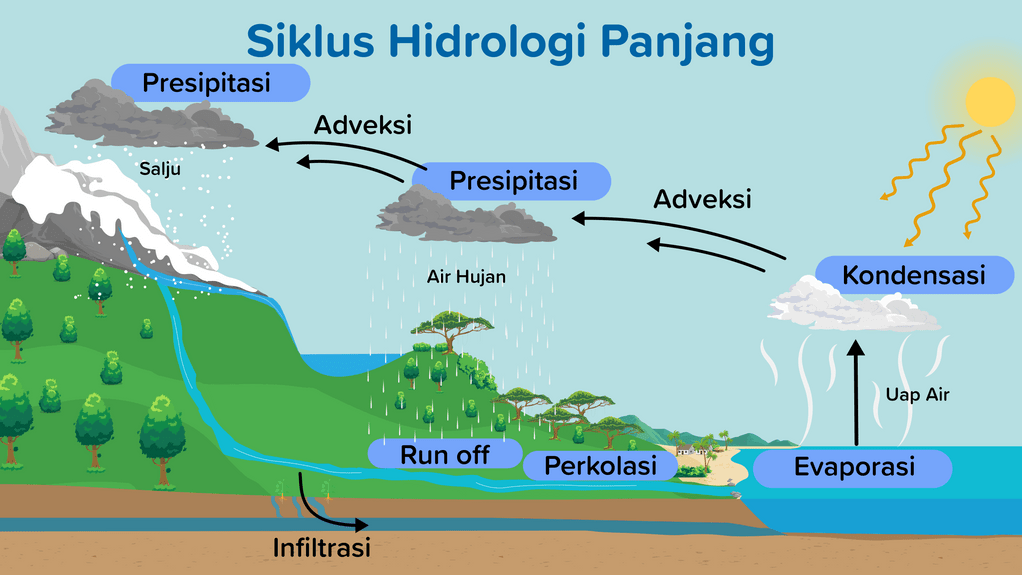 Siklus Hidrologi Panjang
Presipitasi
Adveksi
Salju
Presipitasi
Adveksi
Air Hujan
Kondensasi
Uap Air
Run off
Perkolasi
Evaporasi
Infiltrasi